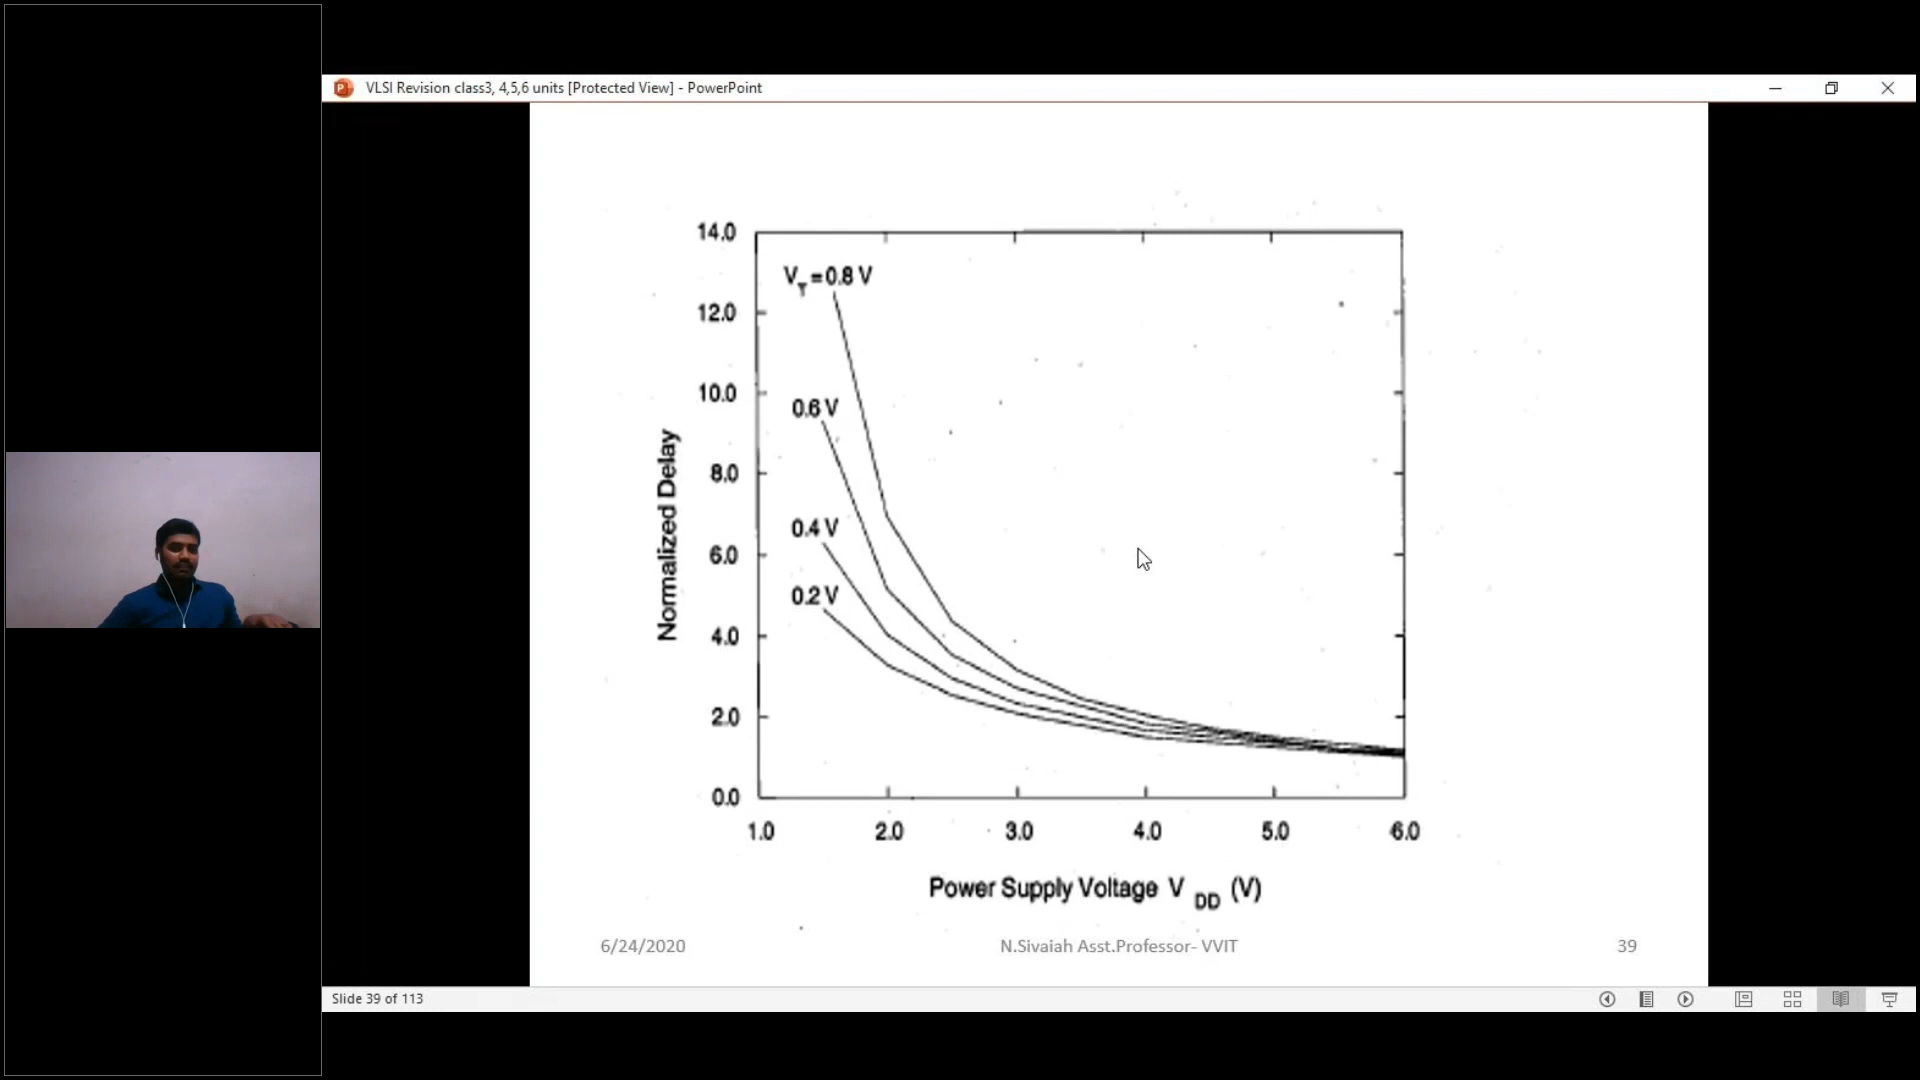 VLSI Revision class3, 4,5,6 units [Protected View] - PowerPoint
14.0
V_T=0.8 V
12.0
10.0
0.6 V
8.0
Normalized Delay
0.4 V
6.0
0.2 V
4.0
2.0
0.0
1.0 2.0 3.0 4.0 5.0 6.0
Power Supply Voltage V_DD (V)
6/24/2020 N.Sivaiah Asst.Professor- VVIT 39
Slide 39 of 113